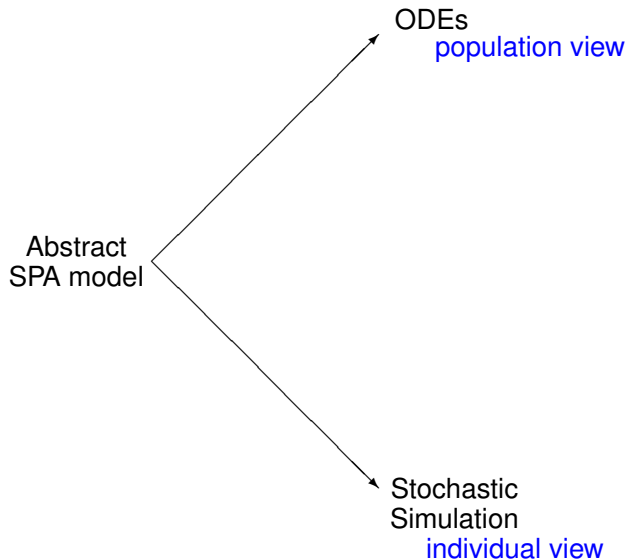 ODEs
population view
Abstract
SPA model
Stochastic
Simulation
individual view